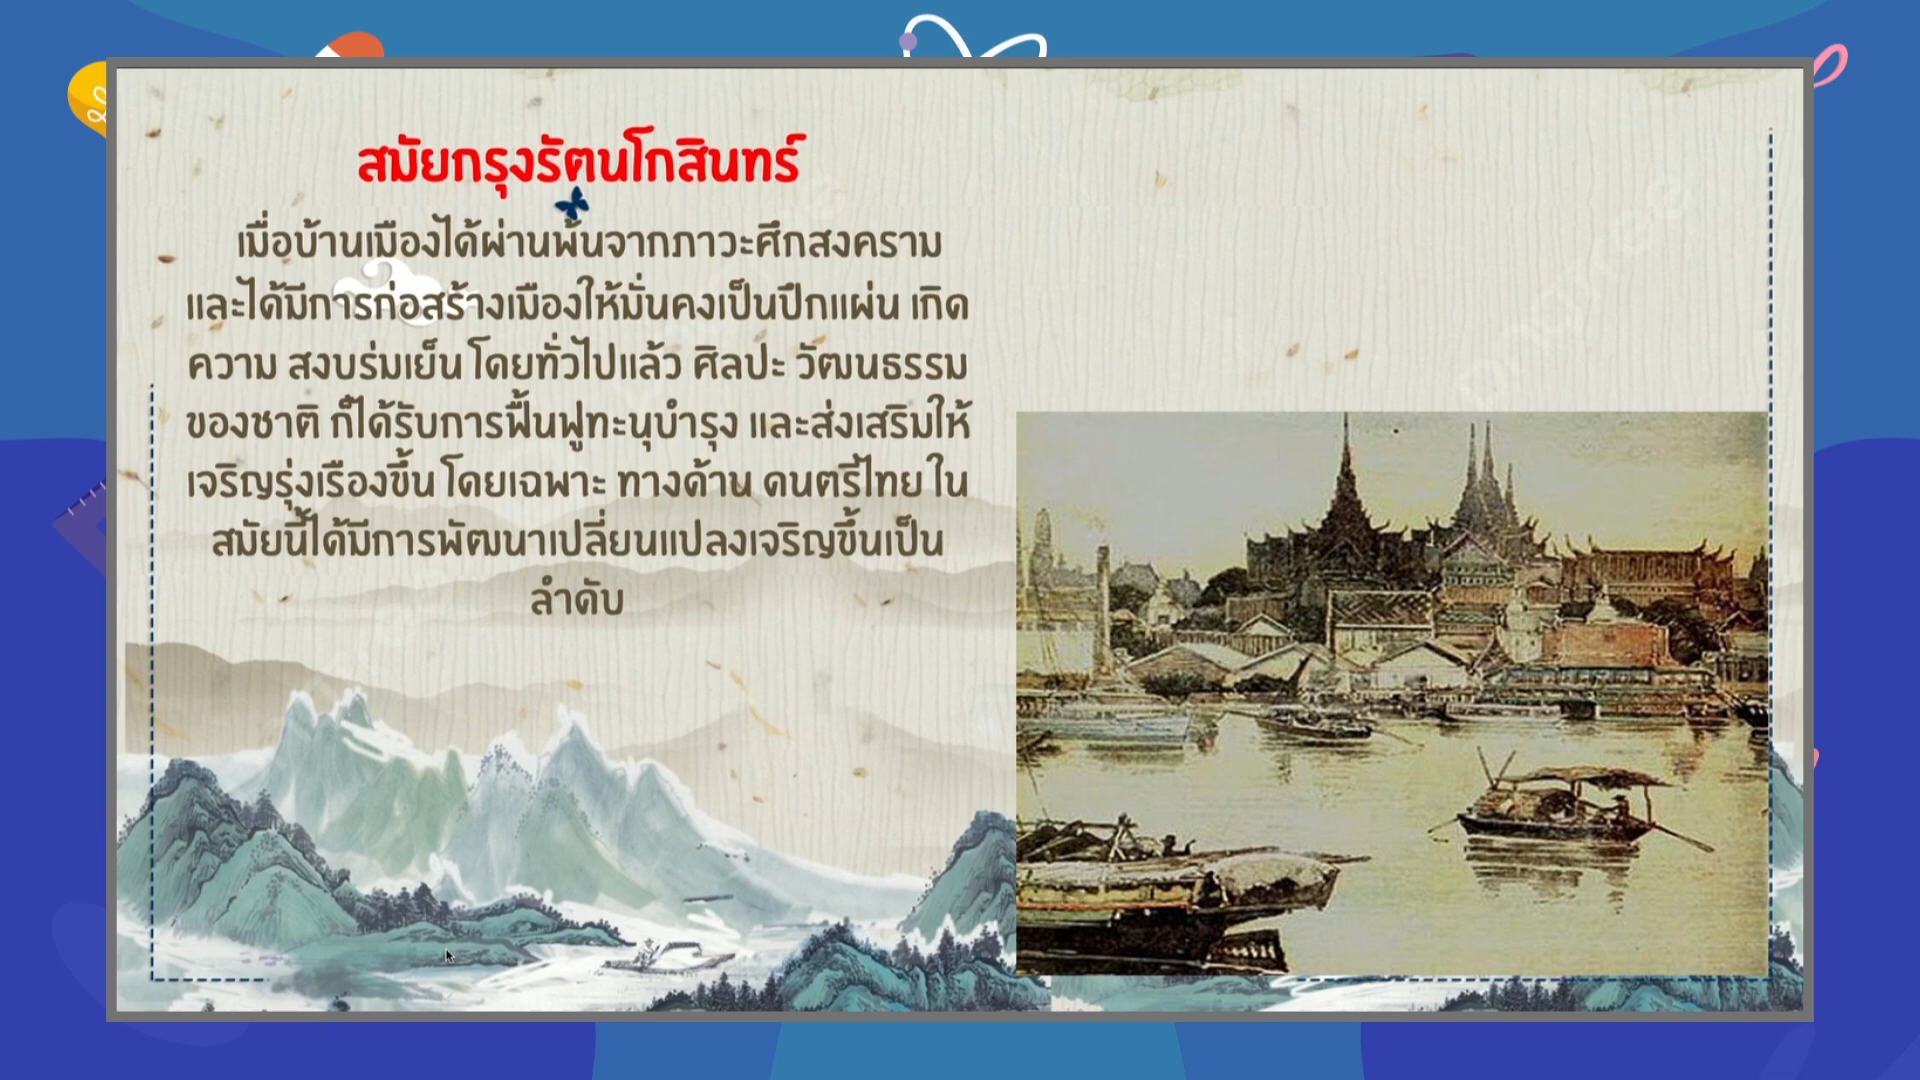 สมัยกรุงรัตนโกสินทร์
เมื่อบ้านเมืองได้ผ่านพ้นจากภาวะศึกสงคราม
และได้มีการก่อสร้างเมืองให้มั่นคงเป็นปึกแผ่น เกิด
ความ สงบร่มเย็น โดยทั่วไปแล้ว ศิลปะ วัฒนธรรม
ของชาติ ก็ได้รับการฟื้นฟูทะนุบำรุง และส่งเสริมให้
เจริญรุ่งเรืองขึ้น โดยเฉพาะ ทางด้าน ดนตรีไทย ใน
สมัยนี้ได้มีการพัฒนาเปลี่ยนแปลงเจริญขึ้นเป็น
ลำดับ